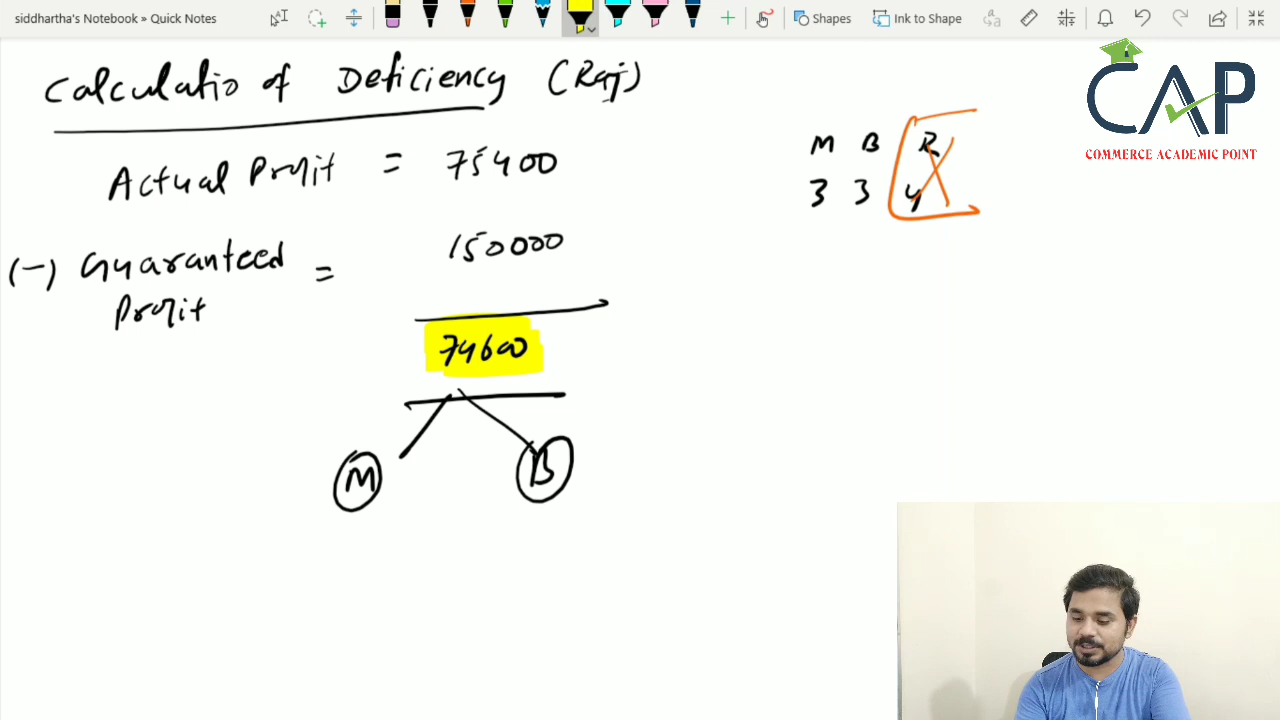 siddhartha's Notebook » Quick Notes
Shapes
Ink to Shape
Calculatio of Deficiency (Raj)
CAP
COMMERCE ACADEMIC POINT
M B R
3 3 4
Actual Profit = 75400
(-) Guaranteed = 150000
Profit
74600
M B